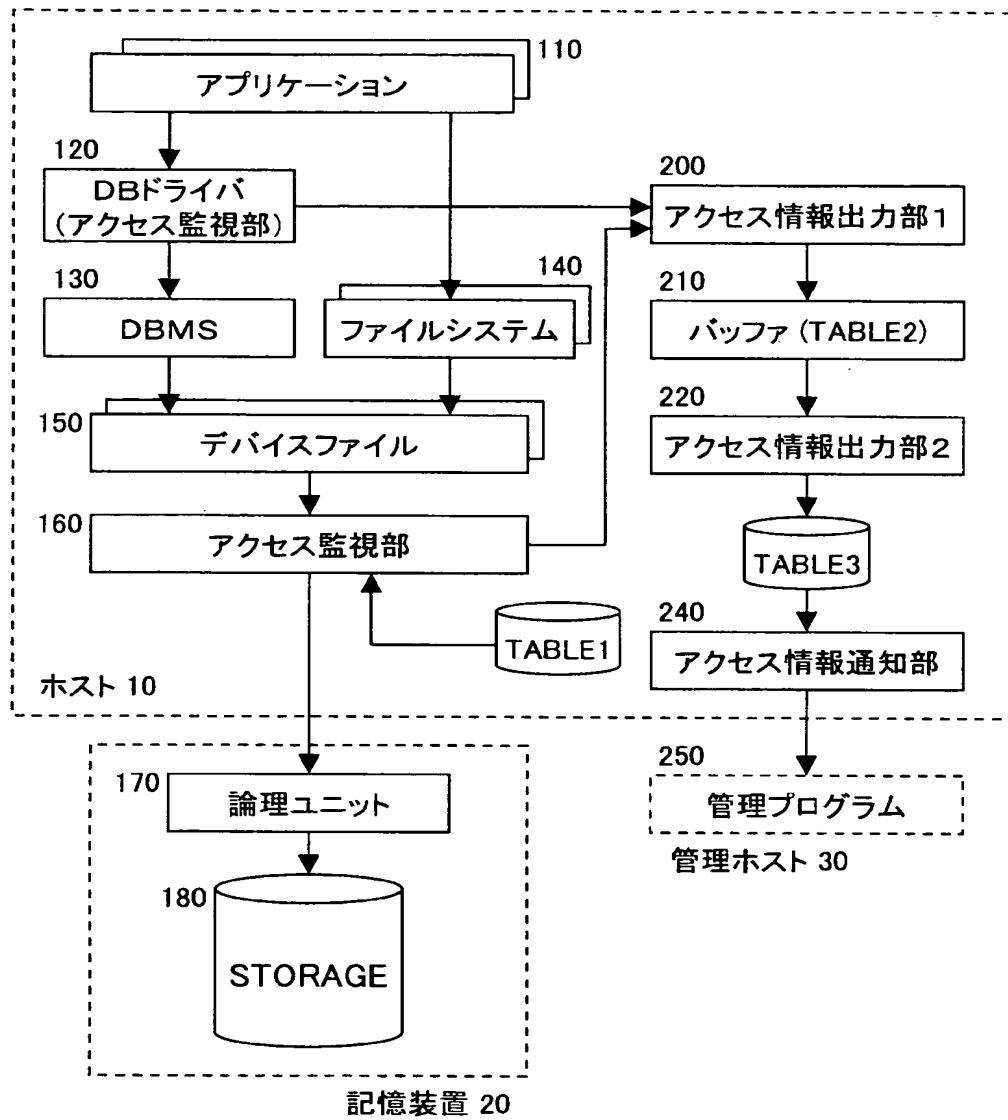 110
アプリケーション
120
DBドライバ
(アクセス監視部)
200
アクセス情報出力部1
130
DBMS
140
ファイルシステム
210
バッファ(TABLE2)
150
デバイスファイル
220
アクセス情報出力部2
160
アクセス監視部
TABLE3
TABLE1
240
アクセス情報通知部
ホスト 10
170
論理ユニット
250
管理プログラム
管理ホスト 30
180
STORAGE
記憶装置 20